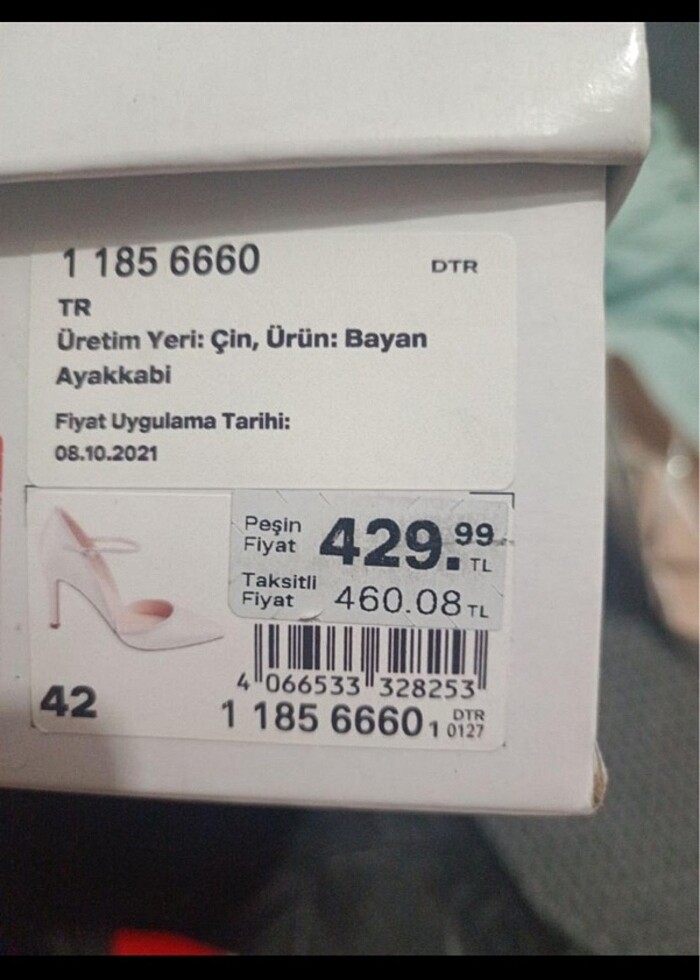 1 185 6660
DTR
TR
Üretim Yeri: Çin, Ürün: Bayan
Ayakkabi
Fiyat Uygulama Tarihi:
08.10.2021
Peşin
Fiyat
429.99
TL
Taksitli
Fiyat
460.08 TL
4 066533 328253
42
1 185 6660 1
DTR
0127